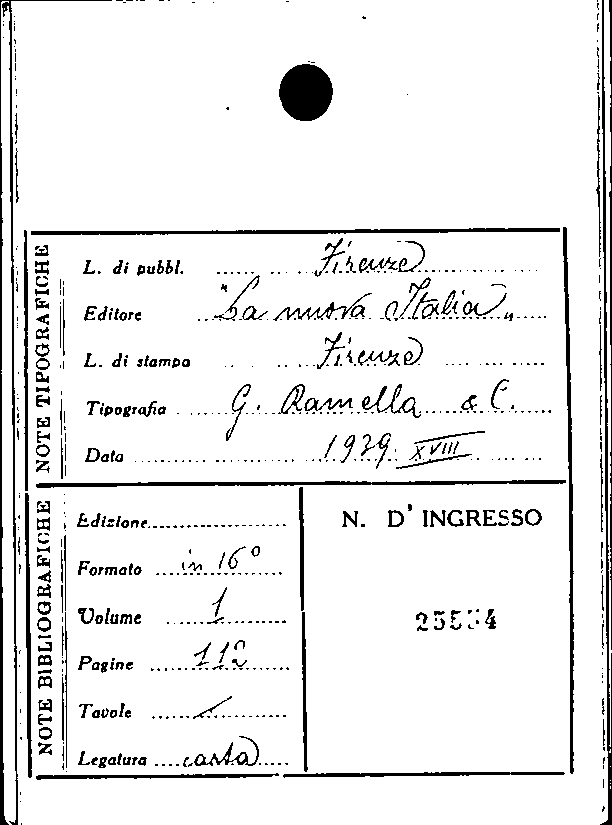 NOTE TIPOGRAFICHE
L. di pubbl. Firenze
Editore "La nuova Italia„
L. di stampa Firenze
Tipografia G. Ramella & C.
Data 1939 XVIII
NOTE BIBLIOGRAFICHE
Edizione
Formato in 16°
Volume 1
Pagine 112
Tavole /
Legatura carta
N. D' INGRESSO